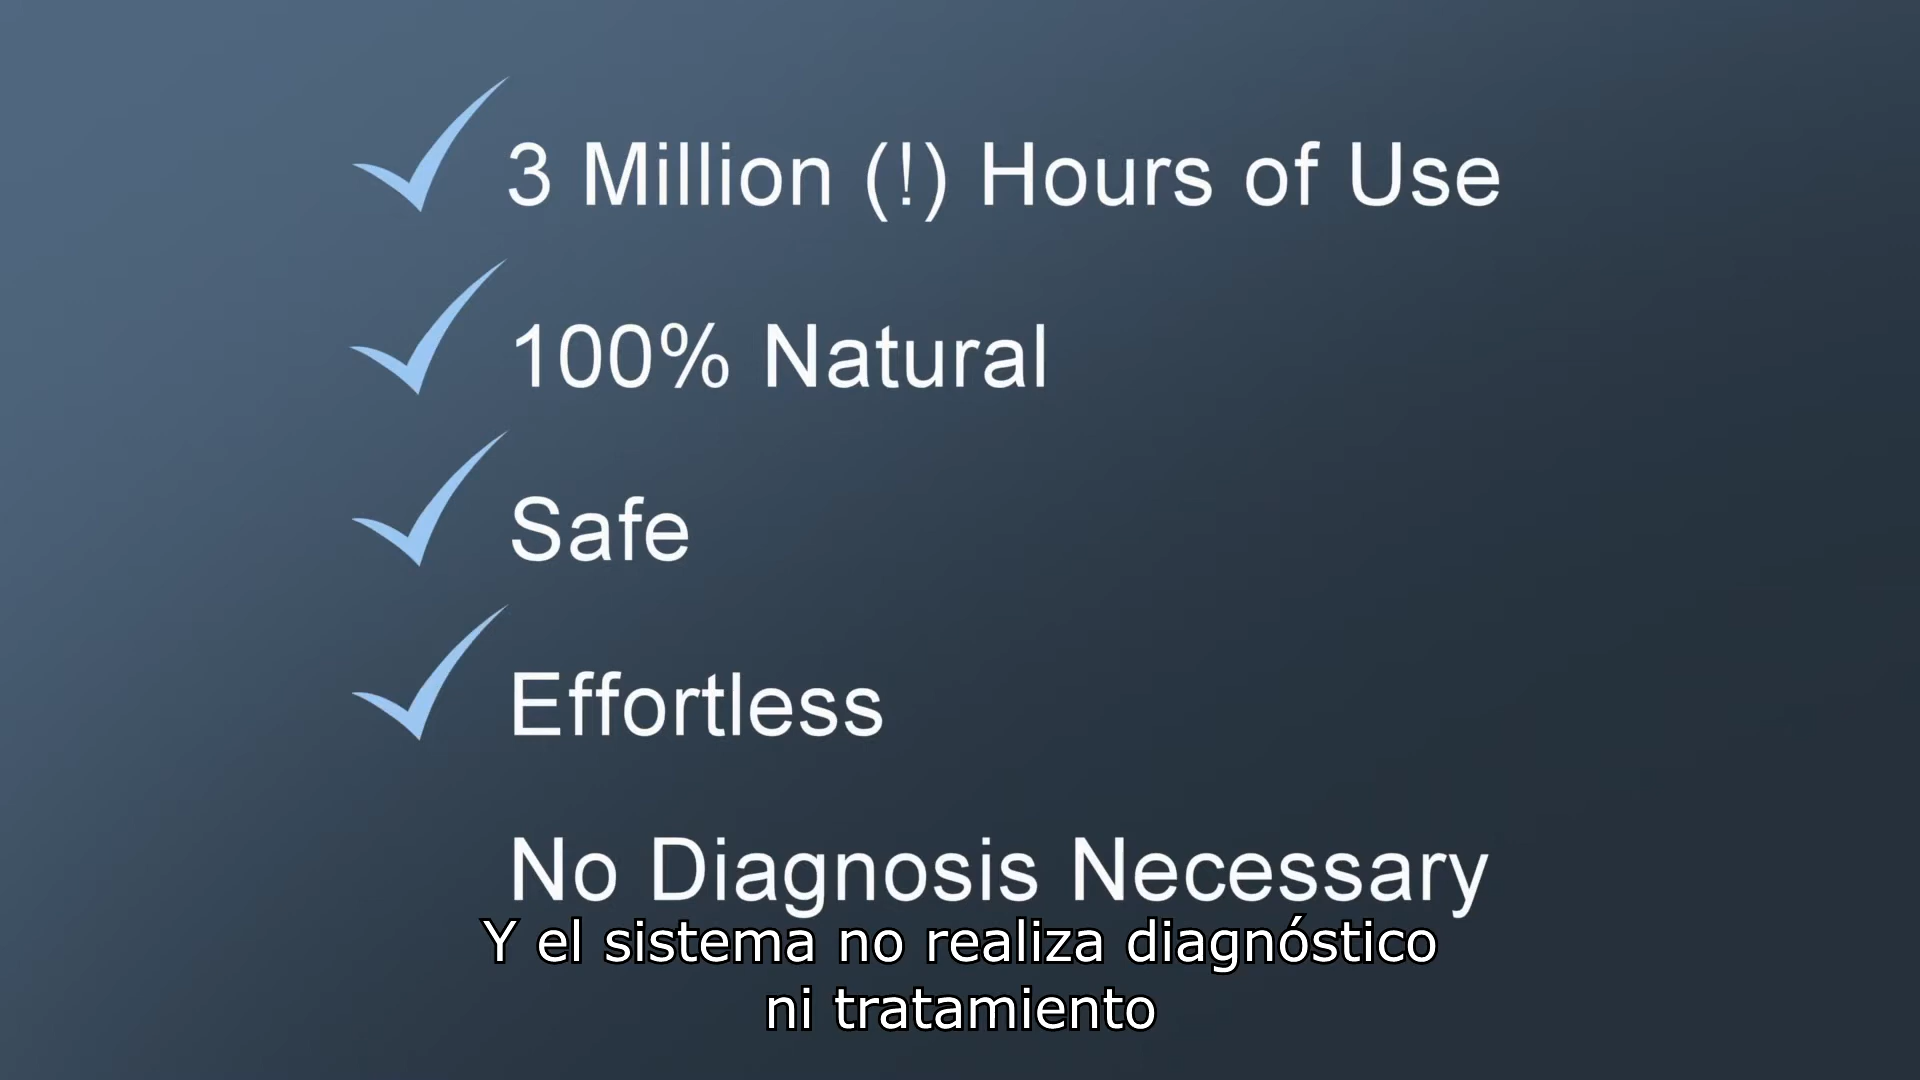 3 Million (!) Hours of Use
100% Natural
Safe
Effortless
No Diagnosis Necessary
Y el sistema no realiza diagnóstico
ni tratamiento